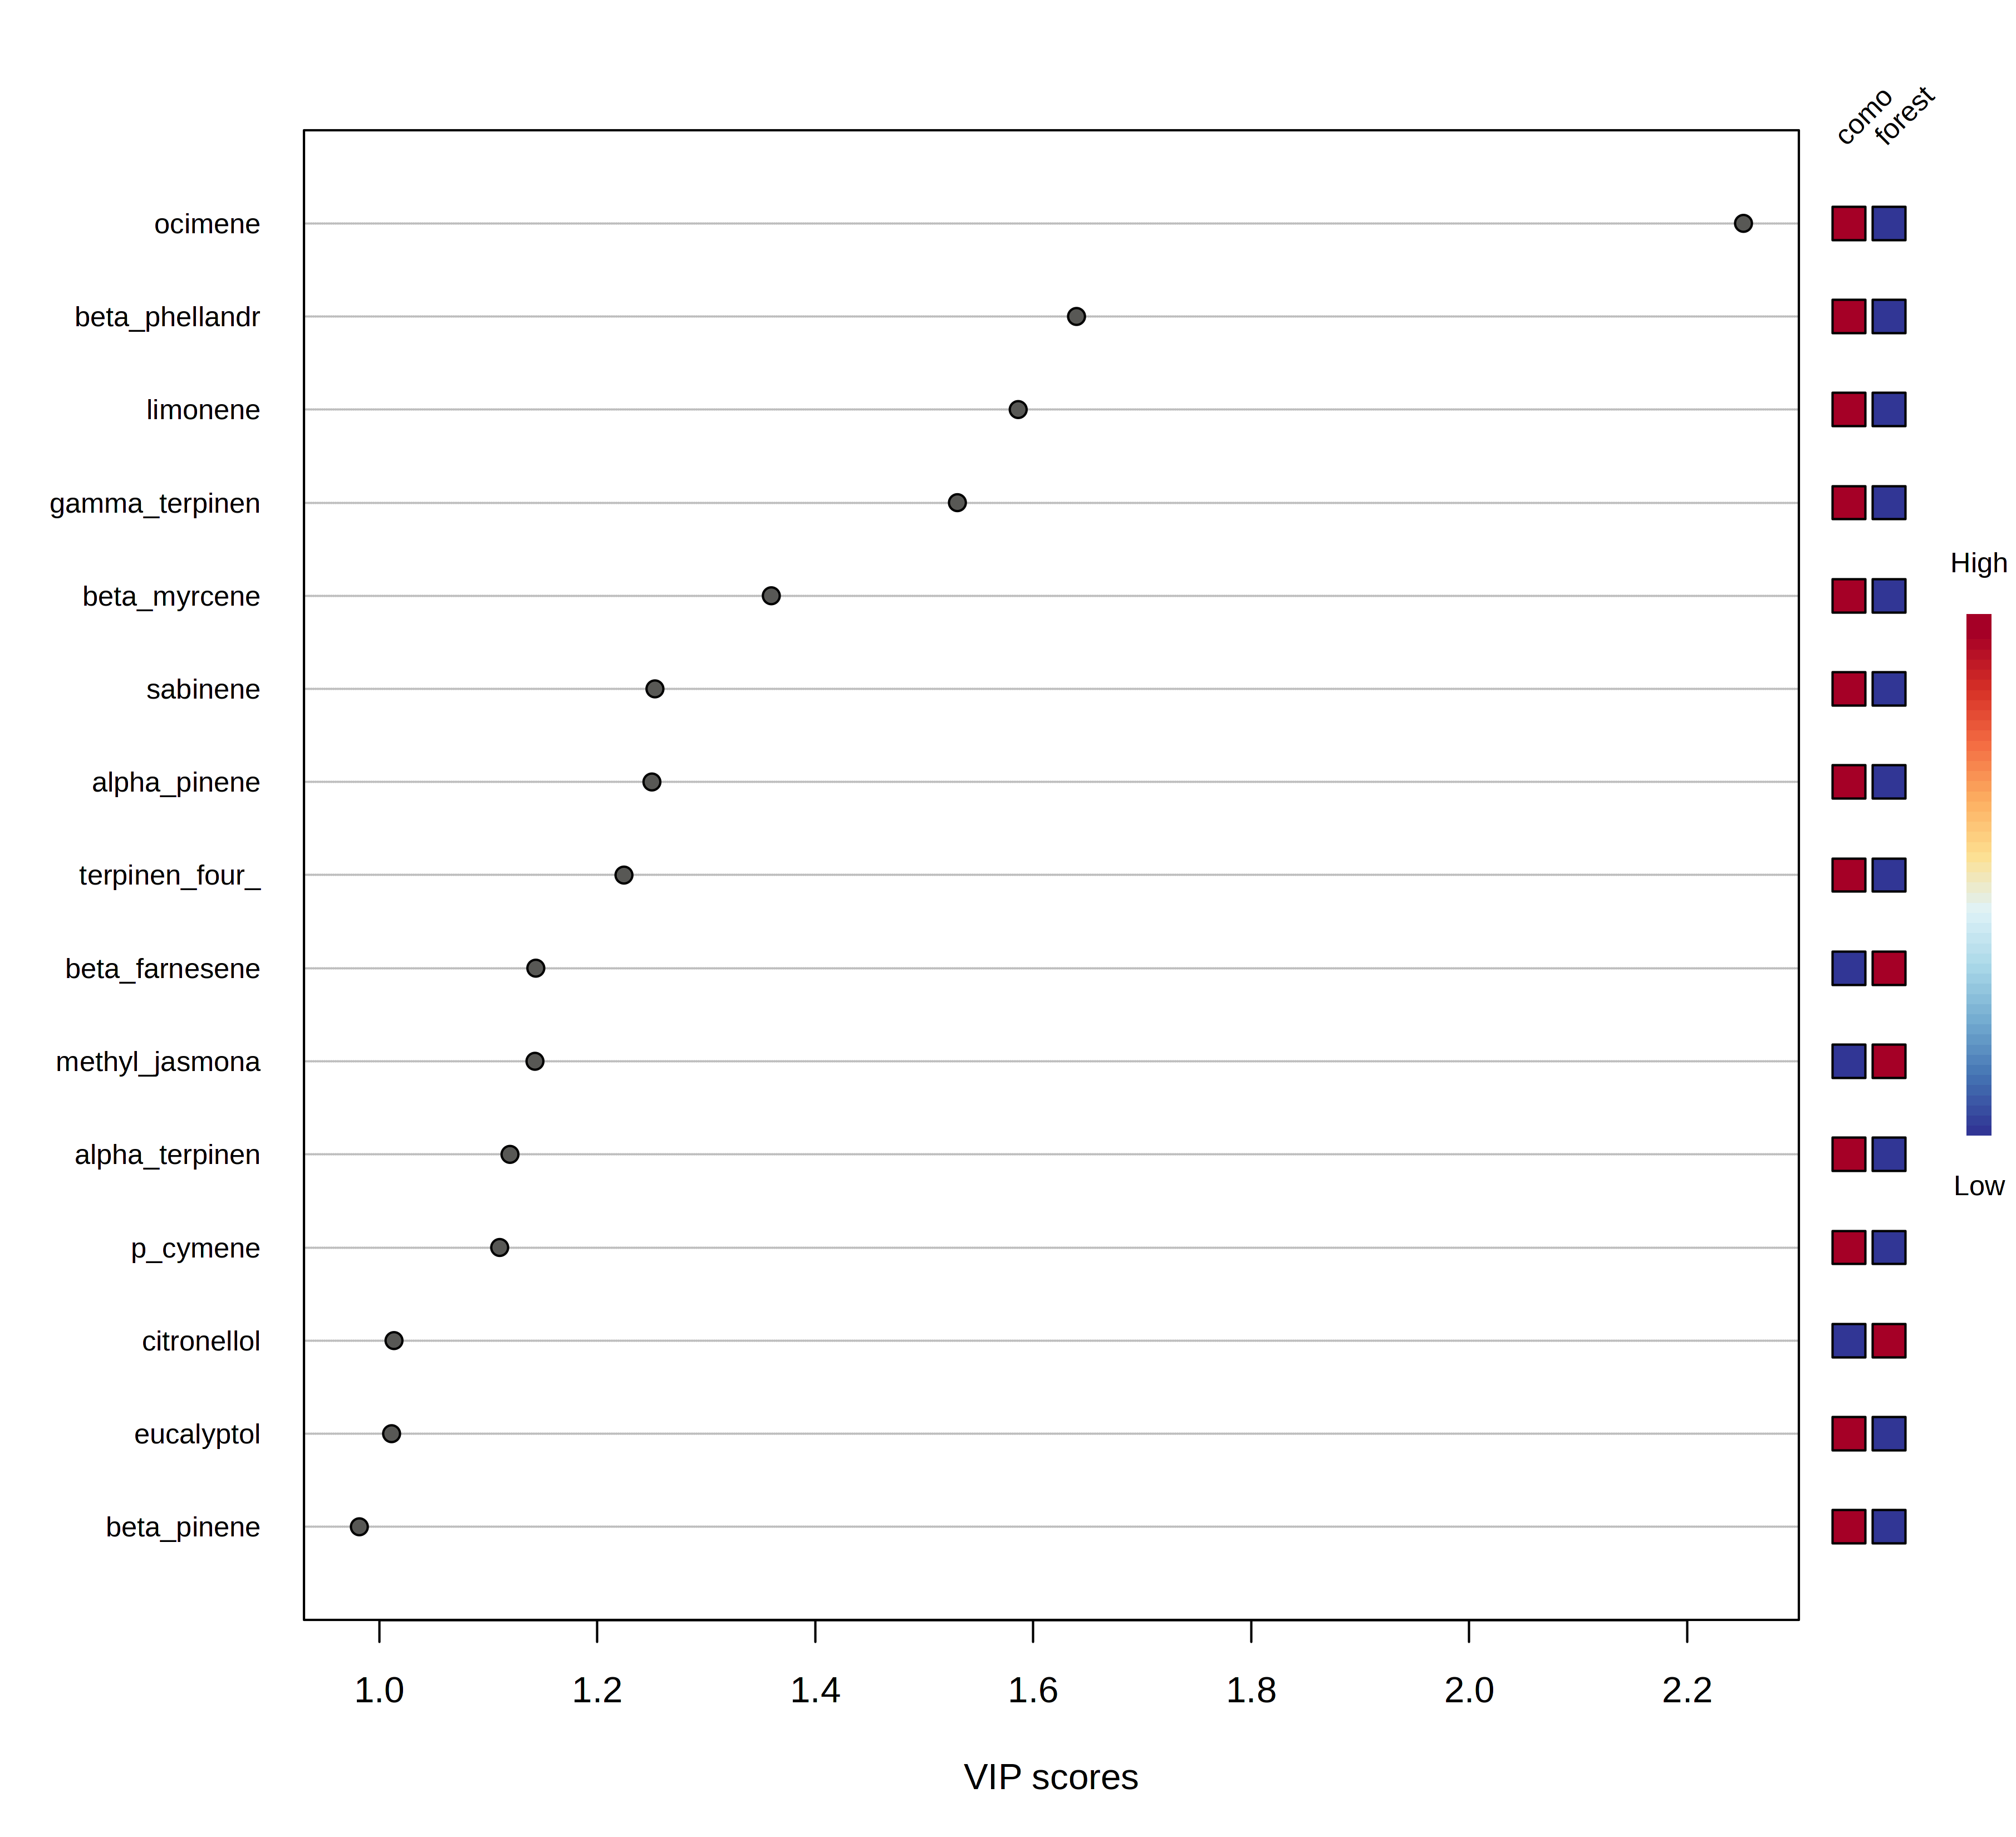 como
forest
ocimene
beta_phellandr
limonene
gamma_terpinen
High
beta_myrcene
sabinene
alpha_pinene
terpinen_four_
beta_farnesene
methyl_jasmona
alpha_terpinen
Low
p_cymene
citronellol
eucalyptol
beta_pinene
1.0 1.2 1.4 1.6 1.8 2.0 2.2
VIP scores